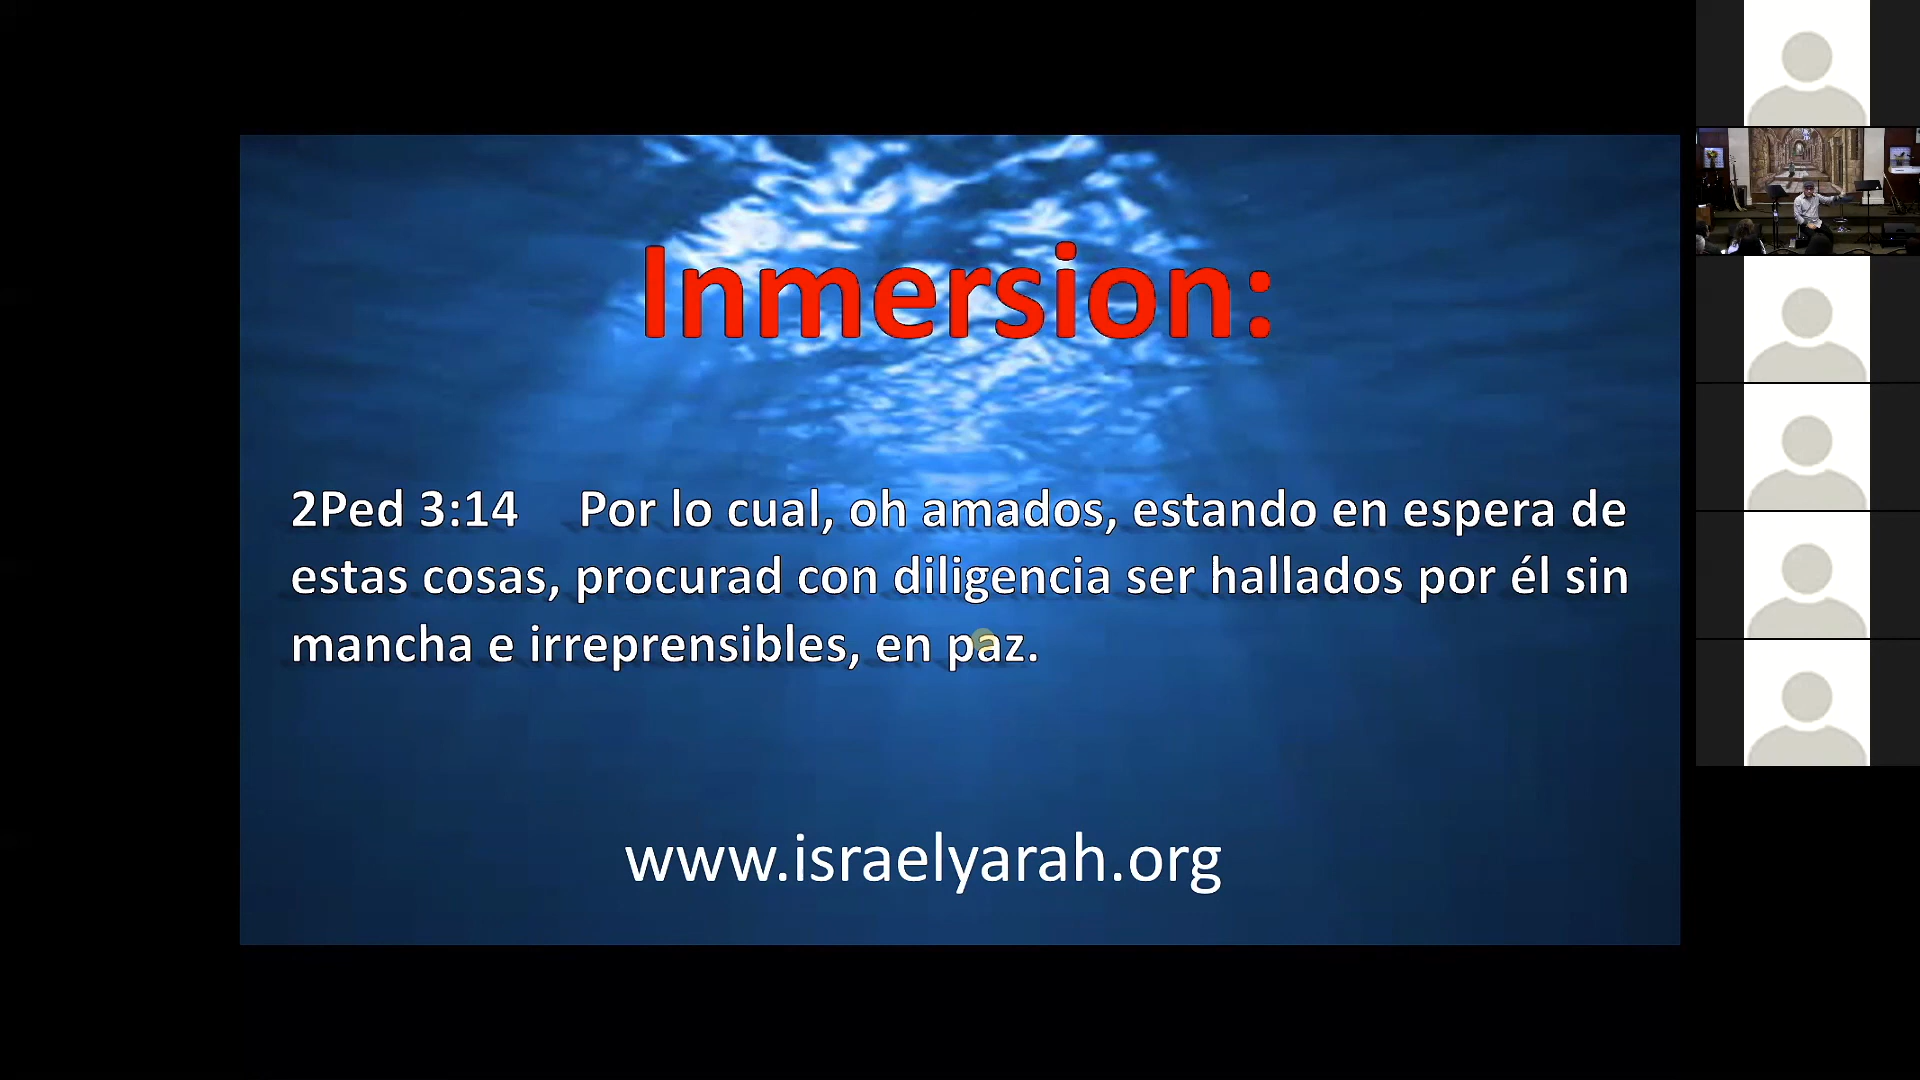 Inmersion:
2Ped 3:14 Por lo cual, oh amados, estando en espera de
estas cosas, procurad con diligencia ser hallados por él sin
mancha e irreprensibles, en paz.
www.israelyarah.org